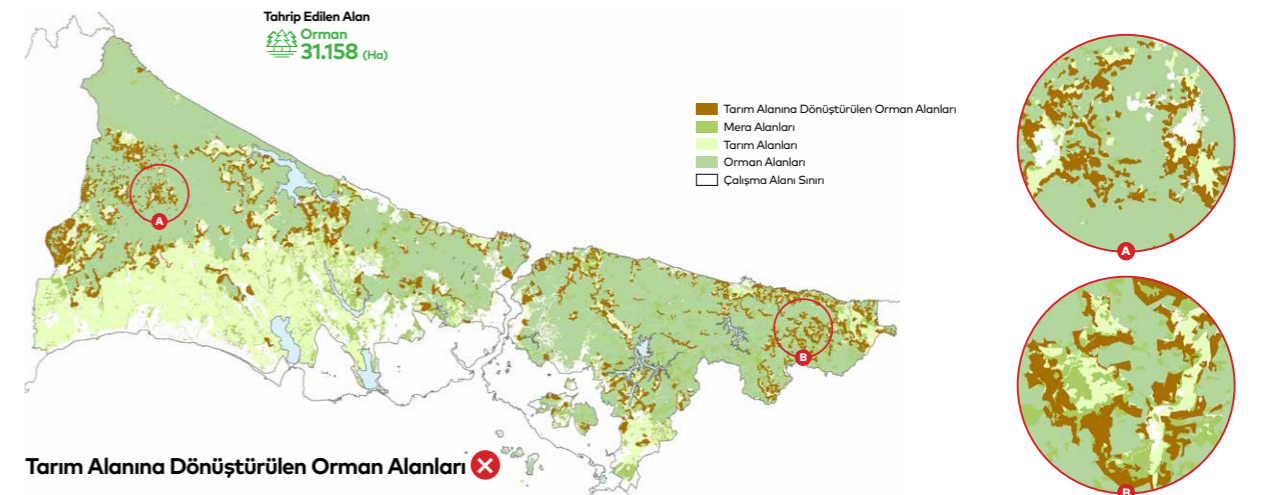 Tahrip Edilen Alan
Orman
31.158 (Ha)
Tarım Alanına Dönüştürülen Orman Alanları
Mera Alanları
Tarım Alanları
Orman Alanları
Çalışma Alanı Sınırı
A
B
A
B
Tarım Alanına Dönüştürülen Orman Alanları